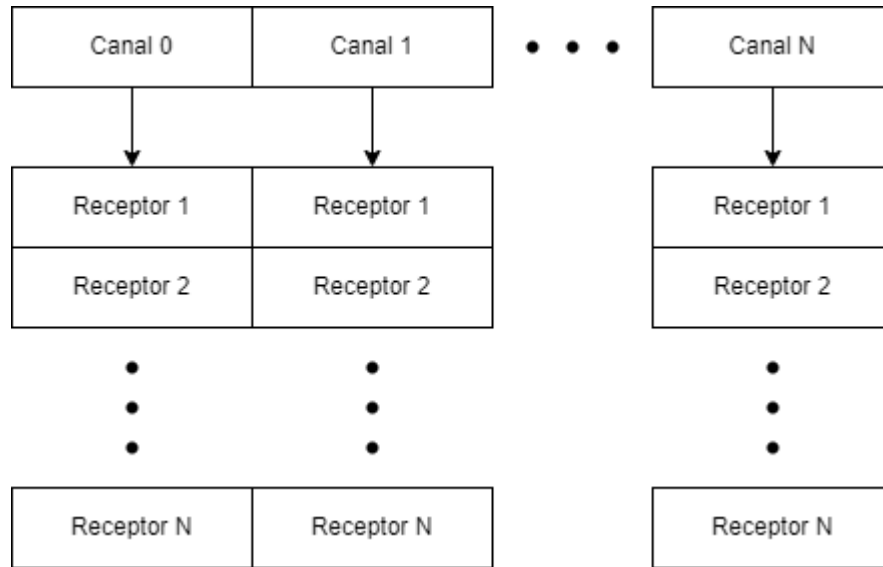 Canal 0 Canal 1 Canal N
Receptor 1 Receptor 1 Receptor 1
Receptor 2 Receptor 2 Receptor 2
Receptor N Receptor N Receptor N